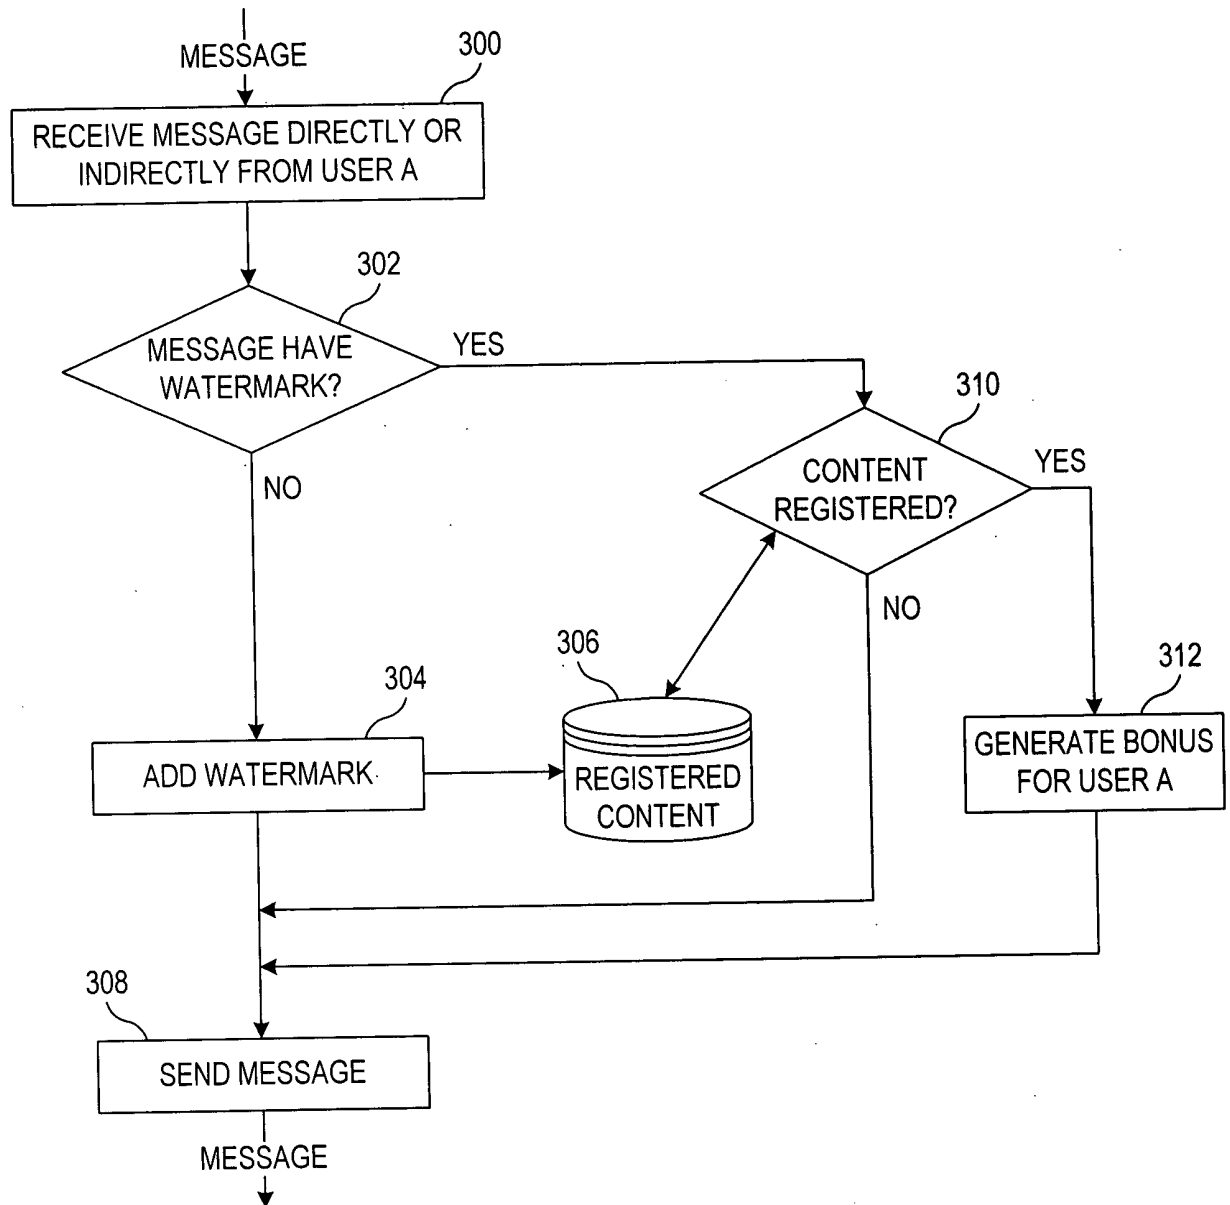 MESSAGE
300
RECEIVE MESSAGE DIRECTLY OR
INDIRECTLY FROM USER A
302
MESSAGE HAVE
WATERMARK?
YES
NO
310
CONTENT
REGISTERED?
YES
NO
304
ADD WATERMARK
306
REGISTERED
CONTENT
312
GENERATE BONUS
FOR USER A
308
SEND MESSAGE
MESSAGE